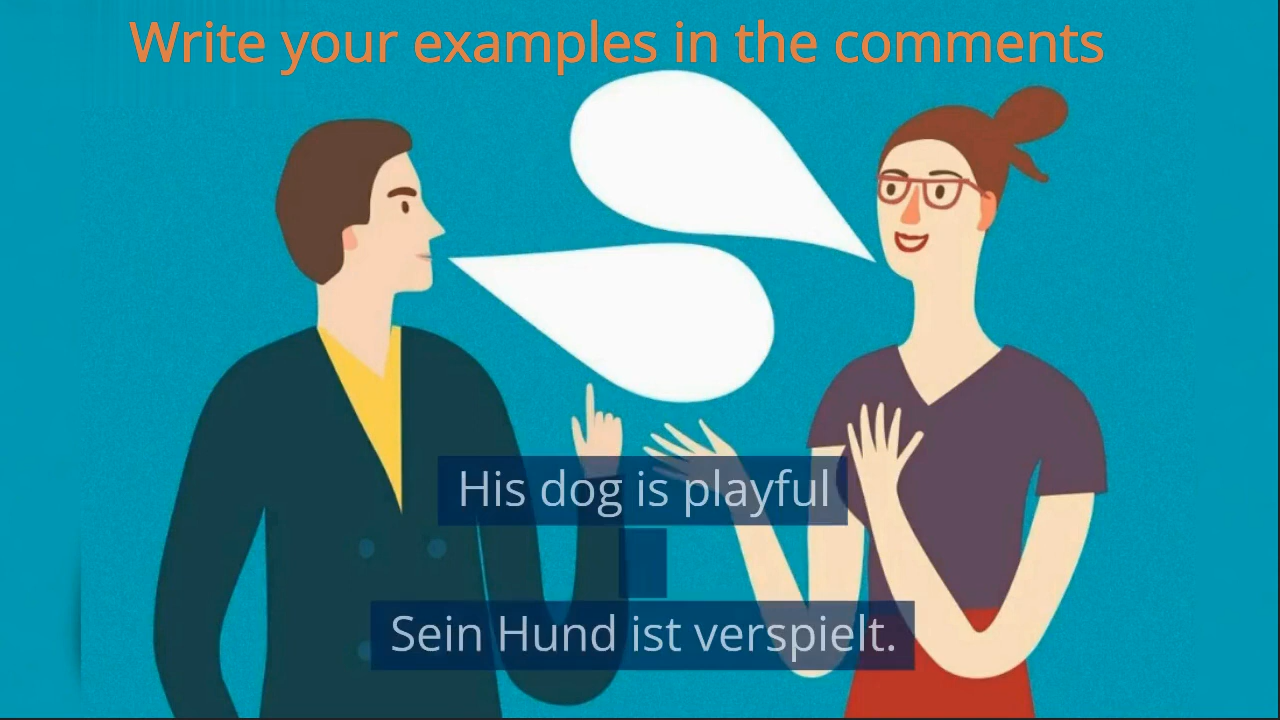 Write your examples in the comments
His dog is playful
Sein Hund ist verspielt.